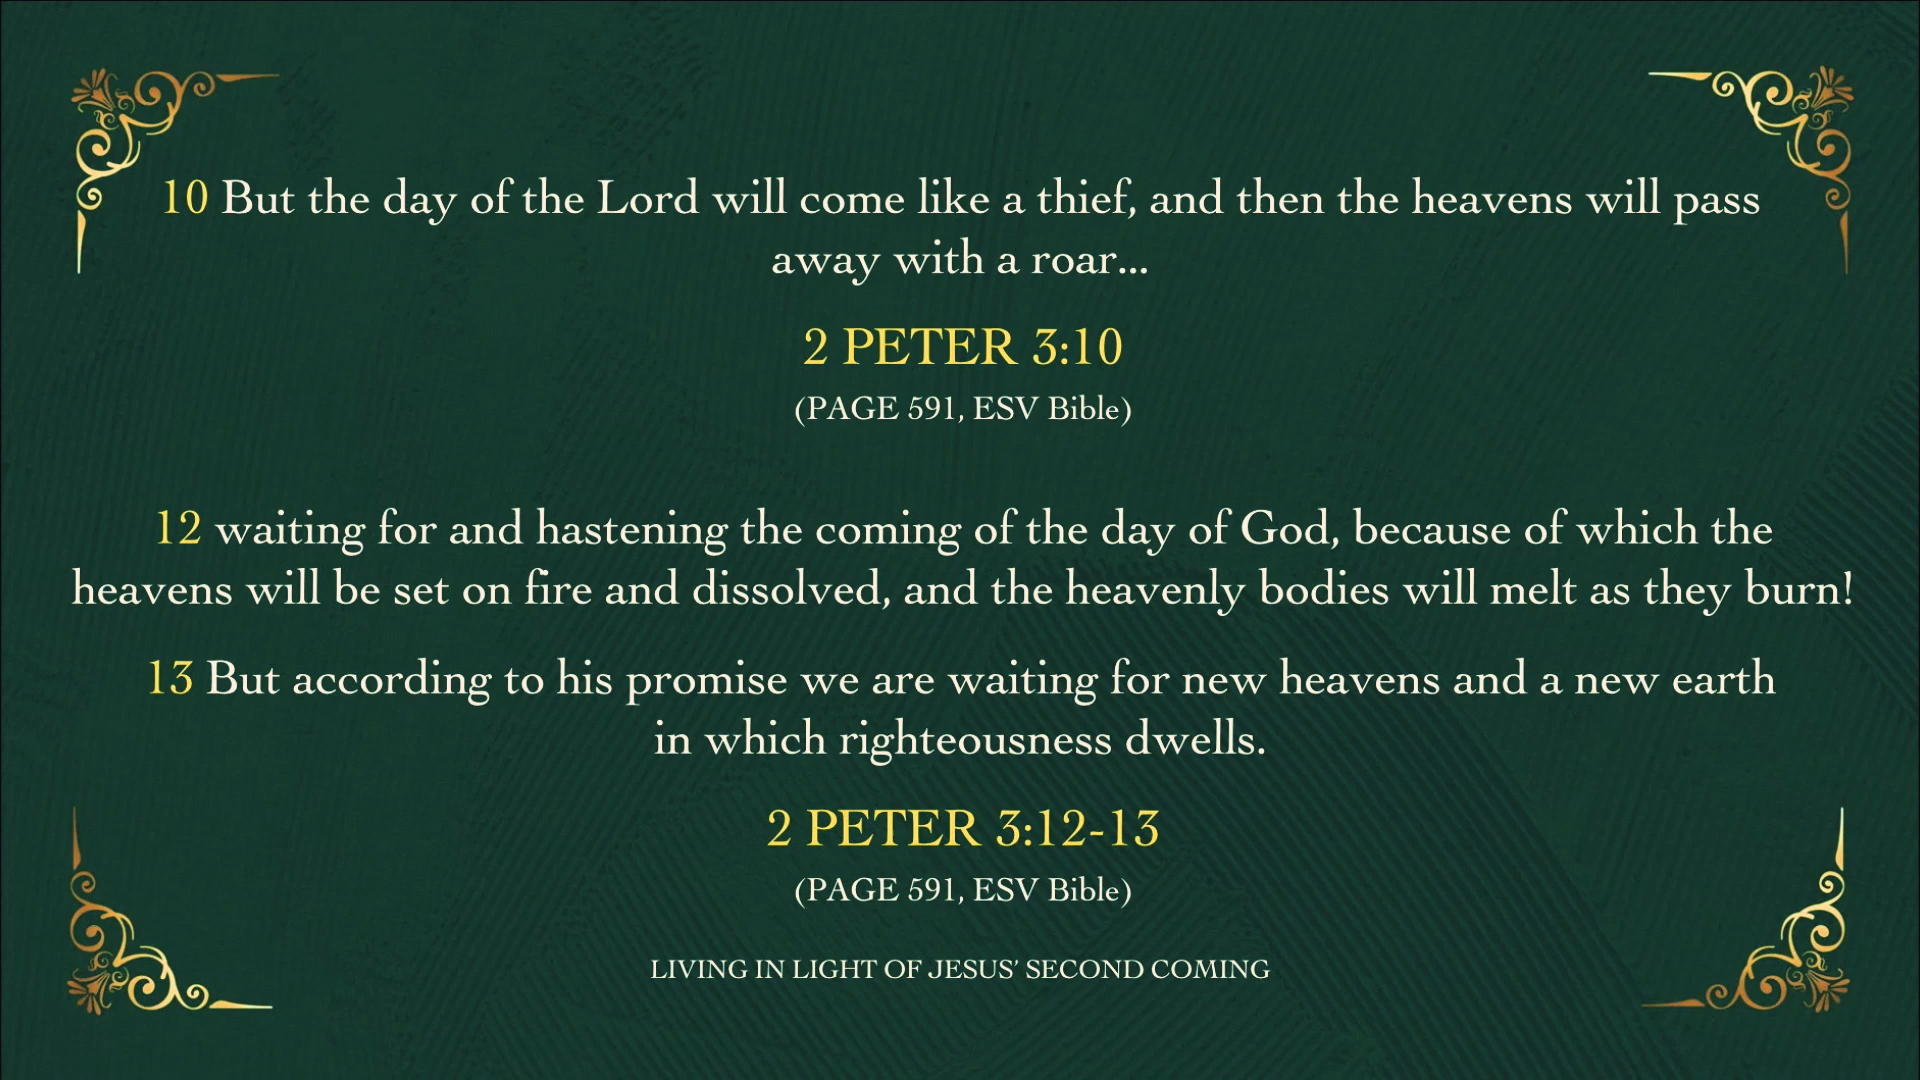 10 But the day of the Lord will come like a thief, and then the heavens will pass
away with a roar...
2 PETER 3:10
(PAGE 591, ESV Bible)
12 waiting for and hastening the coming of the day of God, because of which the
heavens will be set on fire and dissolved, and the heavenly bodies will melt as they burn!
13 But according to his promise we are waiting for new heavens and a new earth
in which righteousness dwells.
2 PETER 3:12-13
(PAGE 591, ESV Bible)
LIVING IN LIGHT OF JESUS’ SECOND COMING